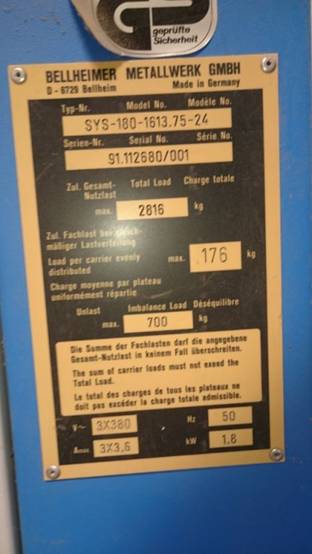 geprüfte
Sicherheit
BELLHEIMER METALLWERK GMBH
D - 6729 Bellheim Made in Germany
Typ-Nr. Model No. Modèle No.
SYS-180-1613.75-24
Serien-Nr. Serial No. Série No.
91.112680/001
Zul. Gesamt-Nutzlast Total Load Charge totale
max. 2816 kg
Zul. Fachlast bei gleich-
mäßiger Lastverteilung
Load per carrier evenly
distributed
max. 176 kg
Charge moyenne par plateau
uniformément répartie
Unlast Imbalance Load Déséquilibre
max. 700 kg
Die Summe der Fachlasten darf die angegebene
Gesamt-Nutzlast in keinem Fall überschreiten.
The sum of carrier loads must not exeed the
Total Load.
Le total des charges de tous les plateaux ne
doit pas excéder la charge totale admissible.
V~ 3X380 Hz 50
Amax 3X3,6 kW 1,8